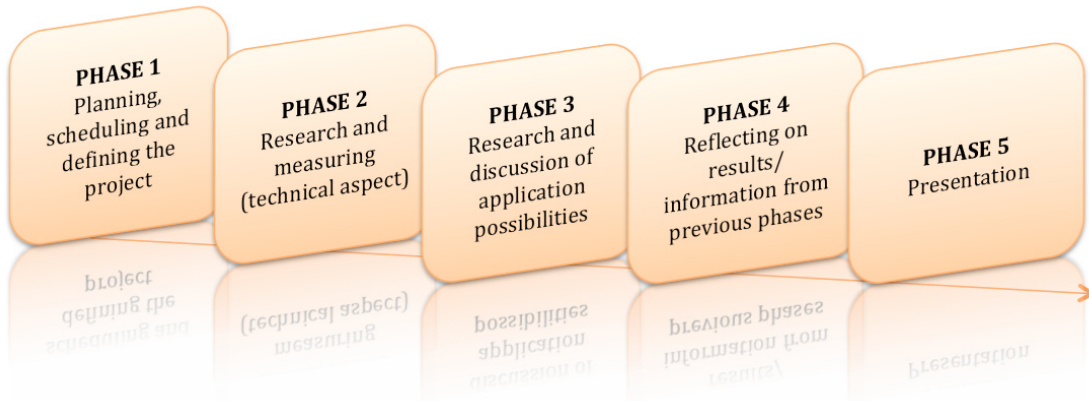 PHASE 1
Planning,
scheduling and
defining the
project
PHASE 2
Research and
measuring
(technical aspect)
PHASE 3
Research and
discussion of
application
possibilities
PHASE 4
Reflecting on
results/
information from
previous phases
PHASE 5
Presentation